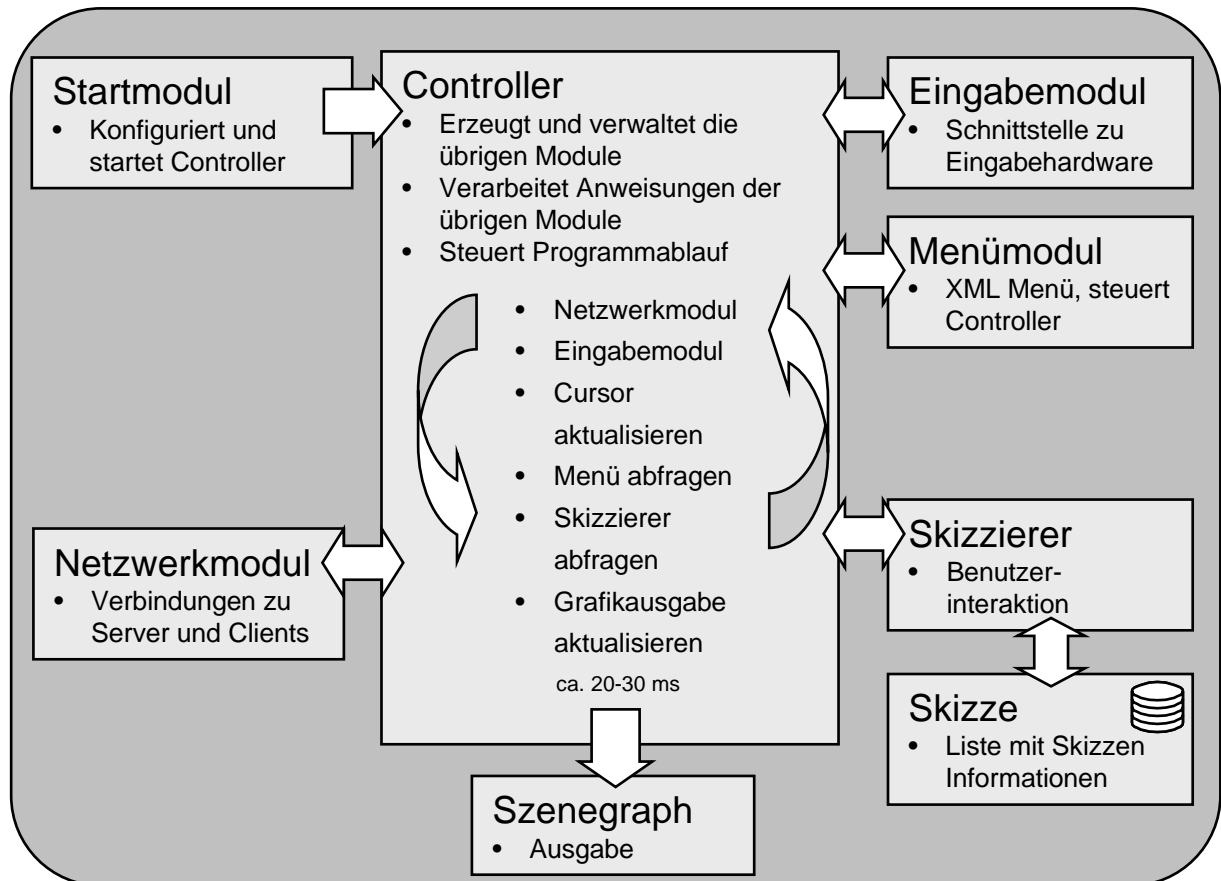 Startmodul
• Konfiguriert und
startet Controller
Controller
• Erzeugt und verwaltet die
übrigen Module
• Verarbeitet Anweisungen der
übrigen Module
• Steuert Programmablauf
• Netzwerkmodul
• Eingabemodul
• Cursor
aktualisieren
• Menü abfragen
• Skizzierer
abfragen
• Grafikausgabe
aktualisieren
ca. 20-30 ms
Eingabemodul
• Schnittstelle zu
Eingabehardware
Menümodul
• XML Menü, steuert
Controller
Netzwerkmodul
• Verbindungen zu
Server und Clients
Skizzierer
• Benutzer-
interaktion
Skizze
• Liste mit Skizzen
Informationen
Szenegraph
• Ausgabe